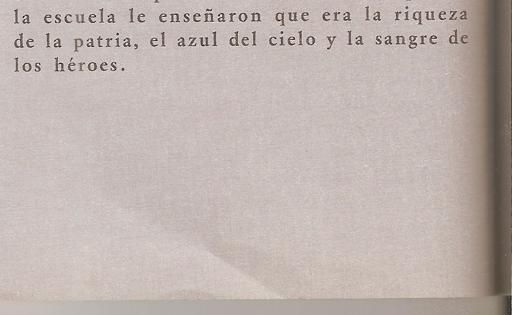 la escuela le enseñaron que era la riqueza
de la patria, el azul del cielo y la sangre de
los héroes.